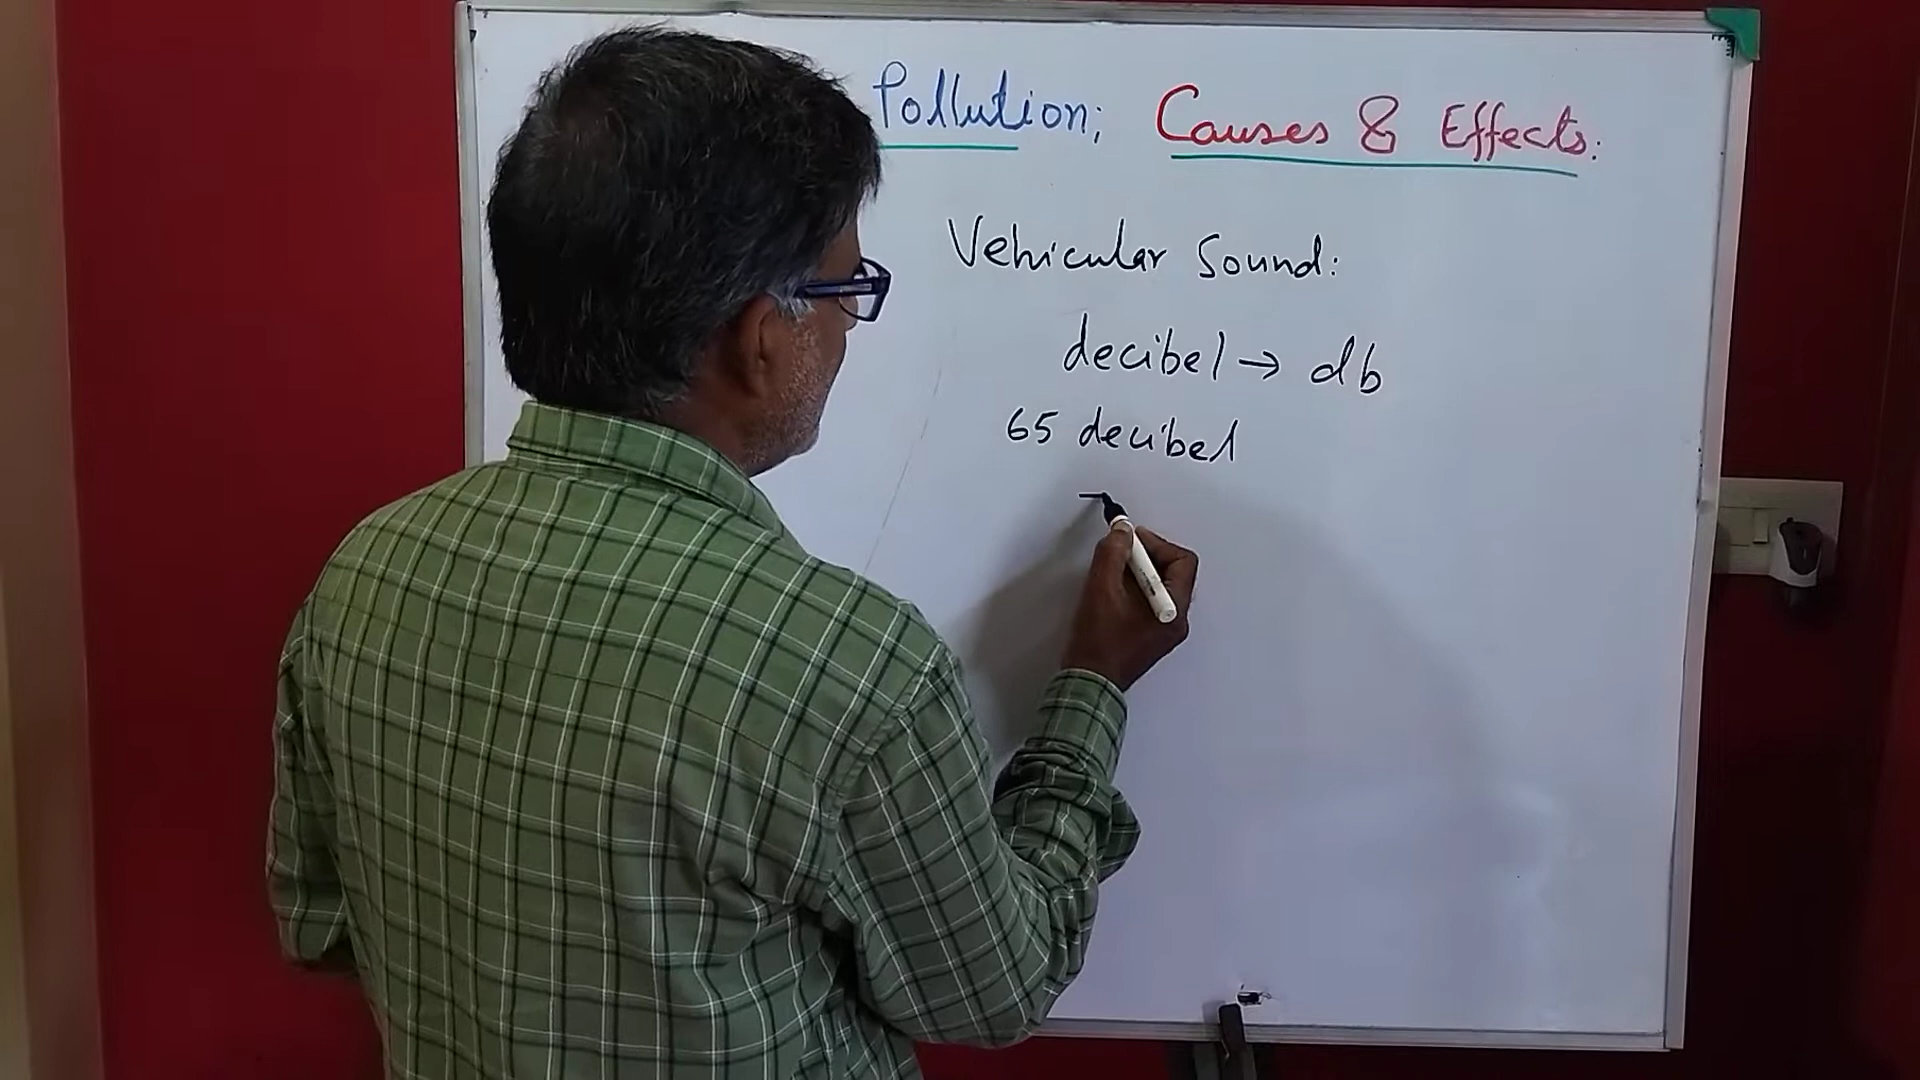 Pollution; Causes & Effects:
Vehicular Sound:
decibel → db
65 decibel